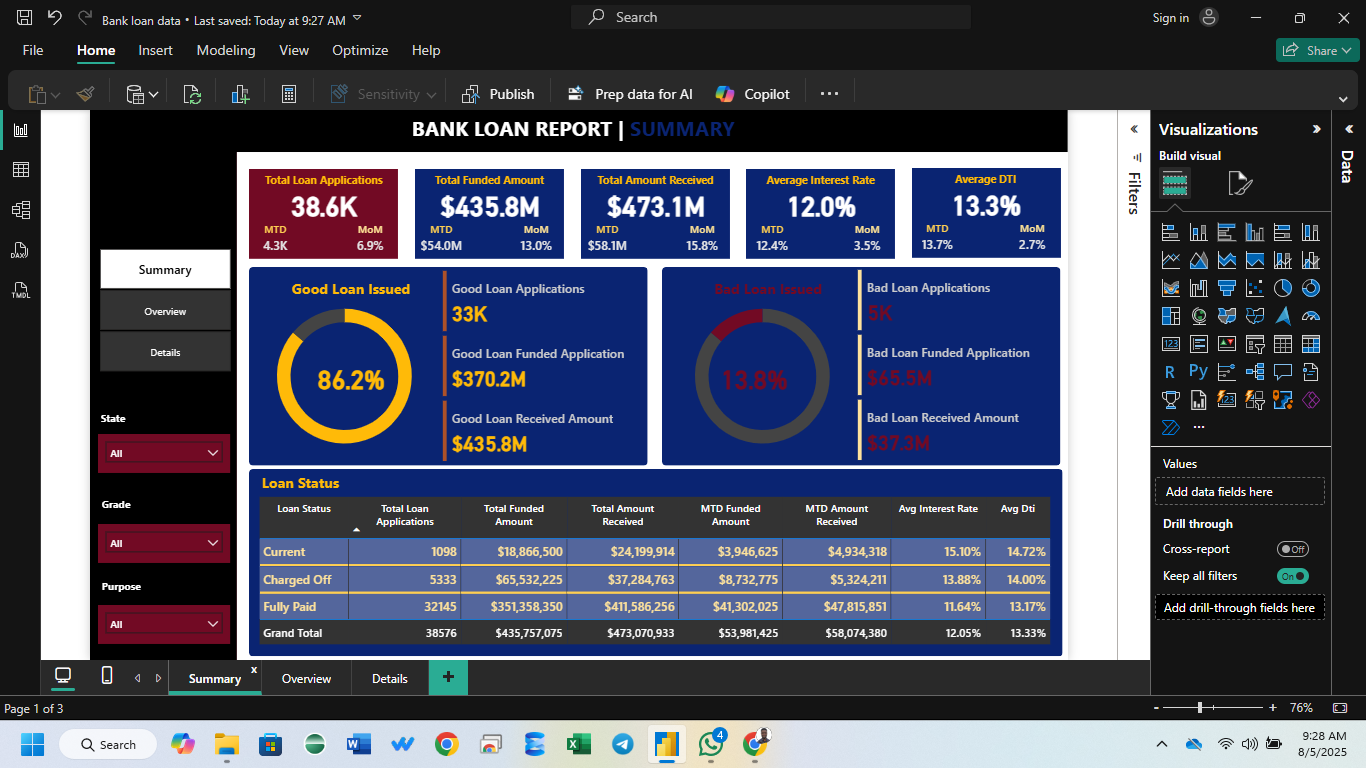 Bank loan data • Last saved: Today at 9:27 AM
Search
Sign in
File Home Insert Modeling View Optimize Help
Share
Sensitivity
Publish
Prep data for AI
Copilot
BANK LOAN REPORT | SUMMARY
Summary
Overview
Details
State
All
Grade
All
Purpose
All
Total Loan Applications
38.6K
MTD MoM
4.3K 6.9%
Total Funded Amount
$435.8M
MTD MoM
$54.0M 13.0%
Total Amount Received
$473.1M
MTD MoM
$58.1M 15.8%
Average Interest Rate
12.0%
MTD MoM
12.4% 3.5%
Average DTI
13.3%
MTD MoM
13.7% 2.7%
Good Loan Issued
86.2%
Good Loan Applications
33K
Good Loan Funded Application
$370.2M
Good Loan Received Amount
$435.8M
Bad Loan Issued
13.8%
Bad Loan Applications
5K
Bad Loan Funded Application
$65.5M
Bad Loan Received Amount
$37.3M
Loan Status
Loan Status Total Loan Applications Total Funded Amount Total Amount Received MTD Funded Amount MTD Amount Received Avg Interest Rate Avg Dti
Current 1098 $18,866,500 $24,199,914 $3,946,625 $4,934,318 15.10% 14.72%
Charged Off 5333 $65,532,225 $37,284,763 $8,732,775 $5,324,211 13.88% 14.00%
Fully Paid 32145 $351,358,350 $411,586,256 $41,302,025 $47,815,851 11.64% 13.17%
Grand Total 38576 $435,757,075 $473,070,933 $53,981,425 $58,074,380 12.05% 13.33%
Filters
Visualizations
Build visual
123
R Py
123
Values
Add data fields here
Drill through
Cross-report Off
Keep all filters On
Add drill-through fields here
Data
DAX
TMDL
Summary x
Overview
Details
+
Page 1 of 3
- + 76%
Search
4
9:28 AM
8/5/2025